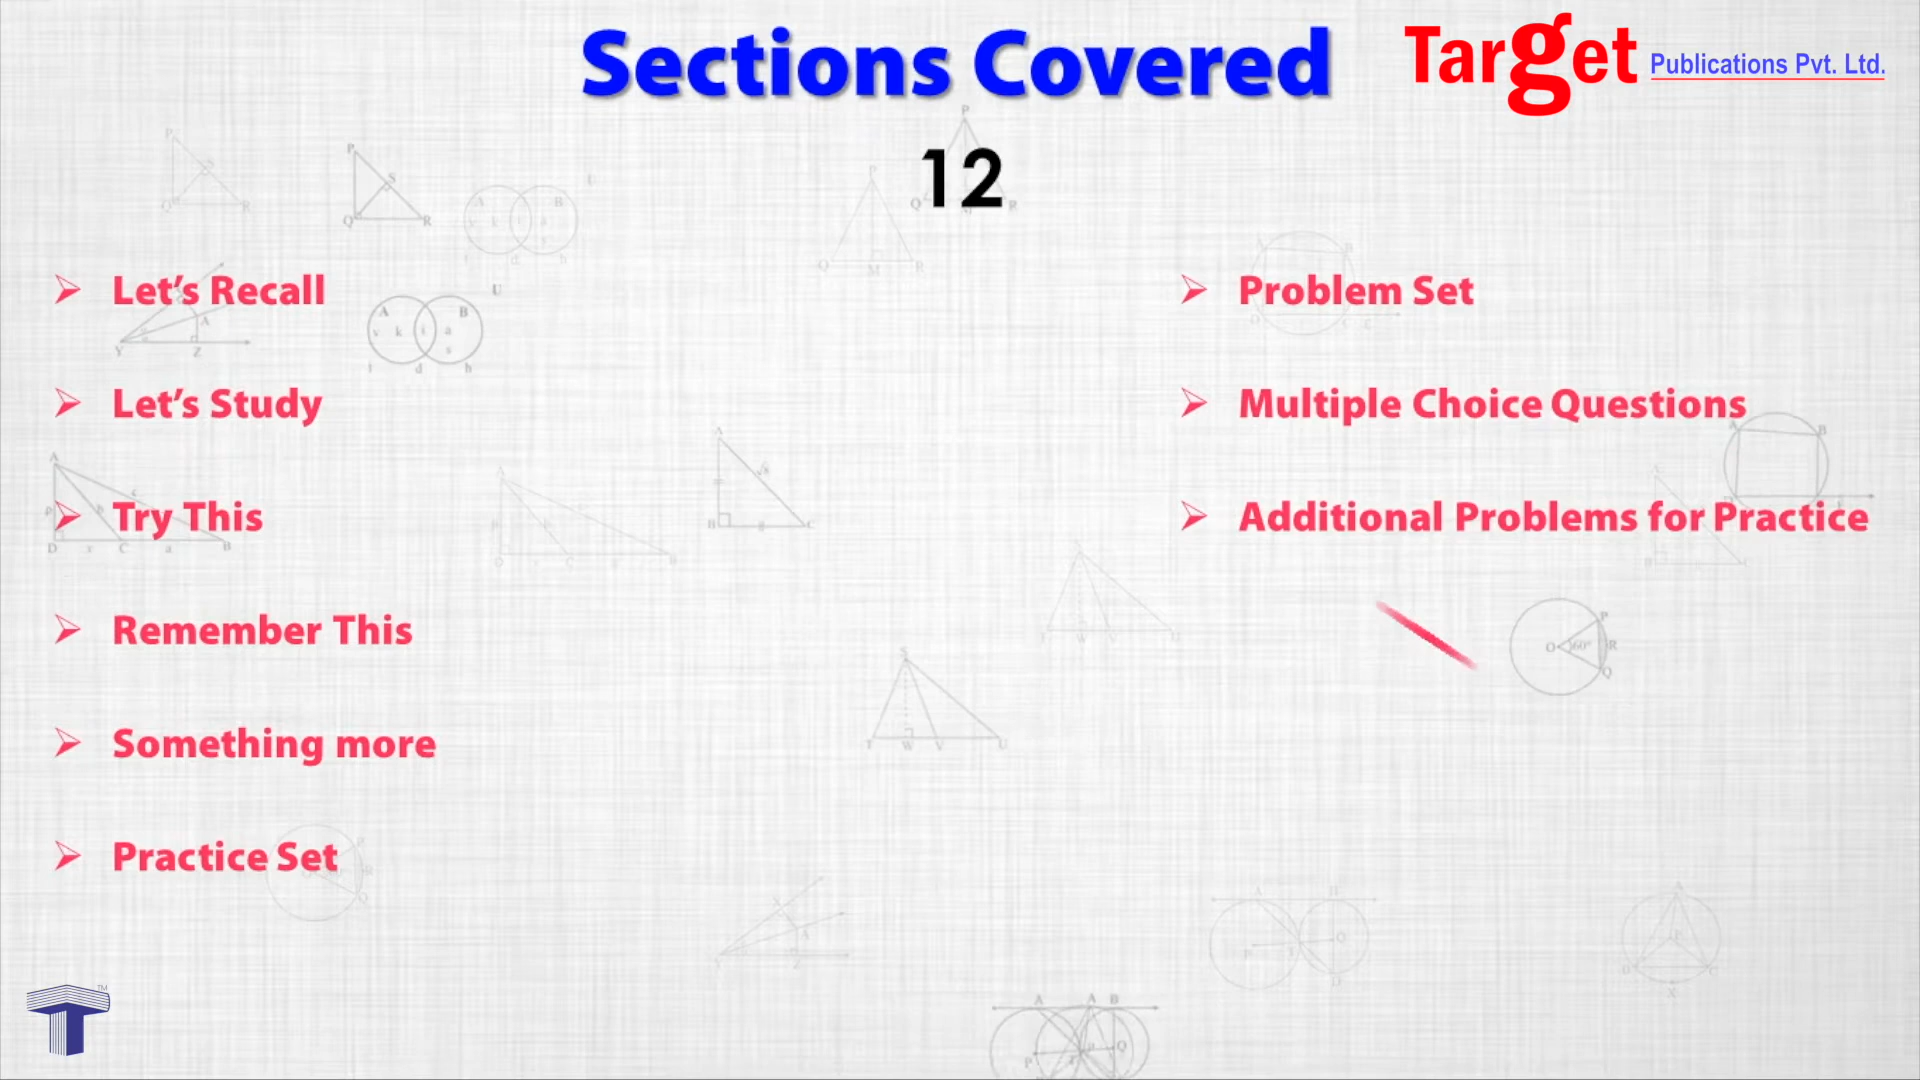 Sections Covered
Target Publications Pvt. Ltd.
12
Let's Recall
Let's Study
Try This
Remember This
Something more
Practice Set
Problem Set
Multiple Choice Questions
Additional Problems for Practice
TM